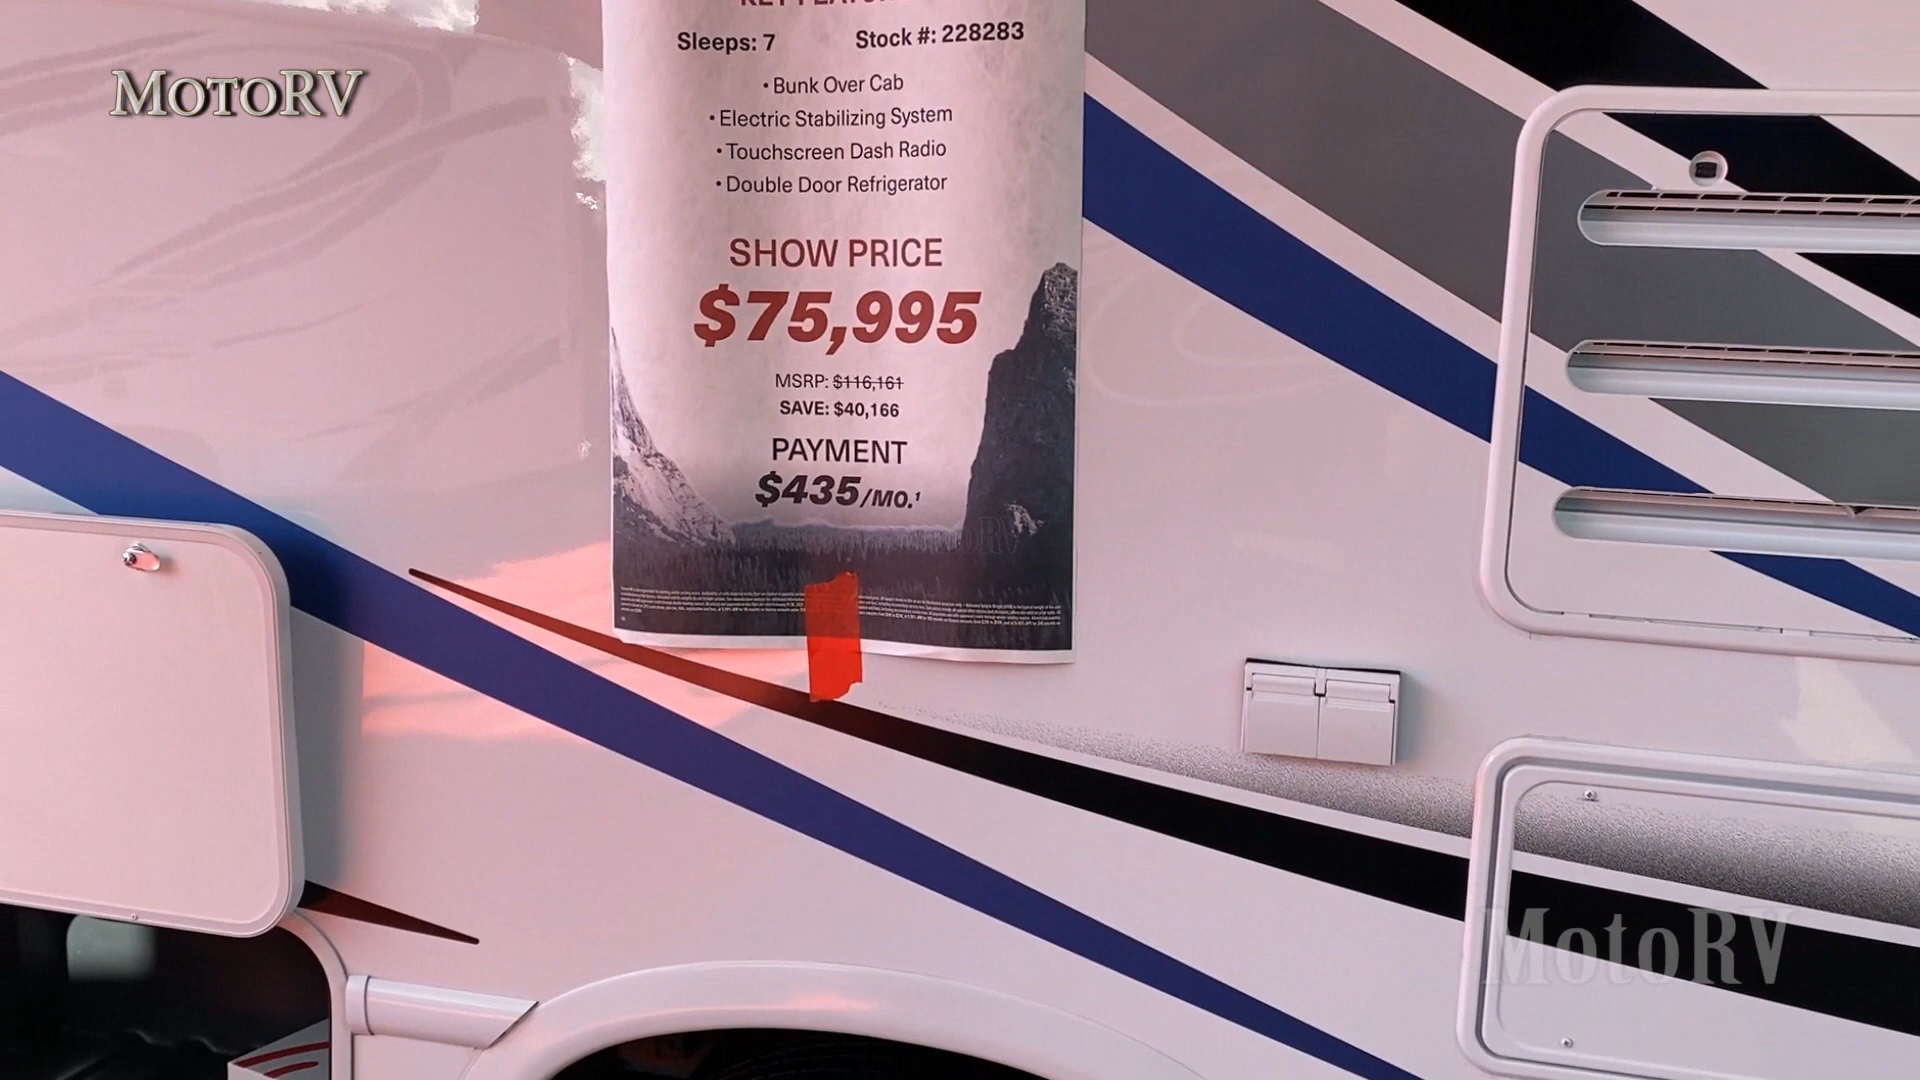 MotoRV
Sleeps: 7
Stock #: 228283
• Bunk Over Cab
• Electric Stabilizing System
• Touchscreen Dash Radio
• Double Door Refrigerator
SHOW PRICE
$75,995
MSRP: $116,161
SAVE: $40,166
PAYMENT
$435/MO.¹
MotoRV